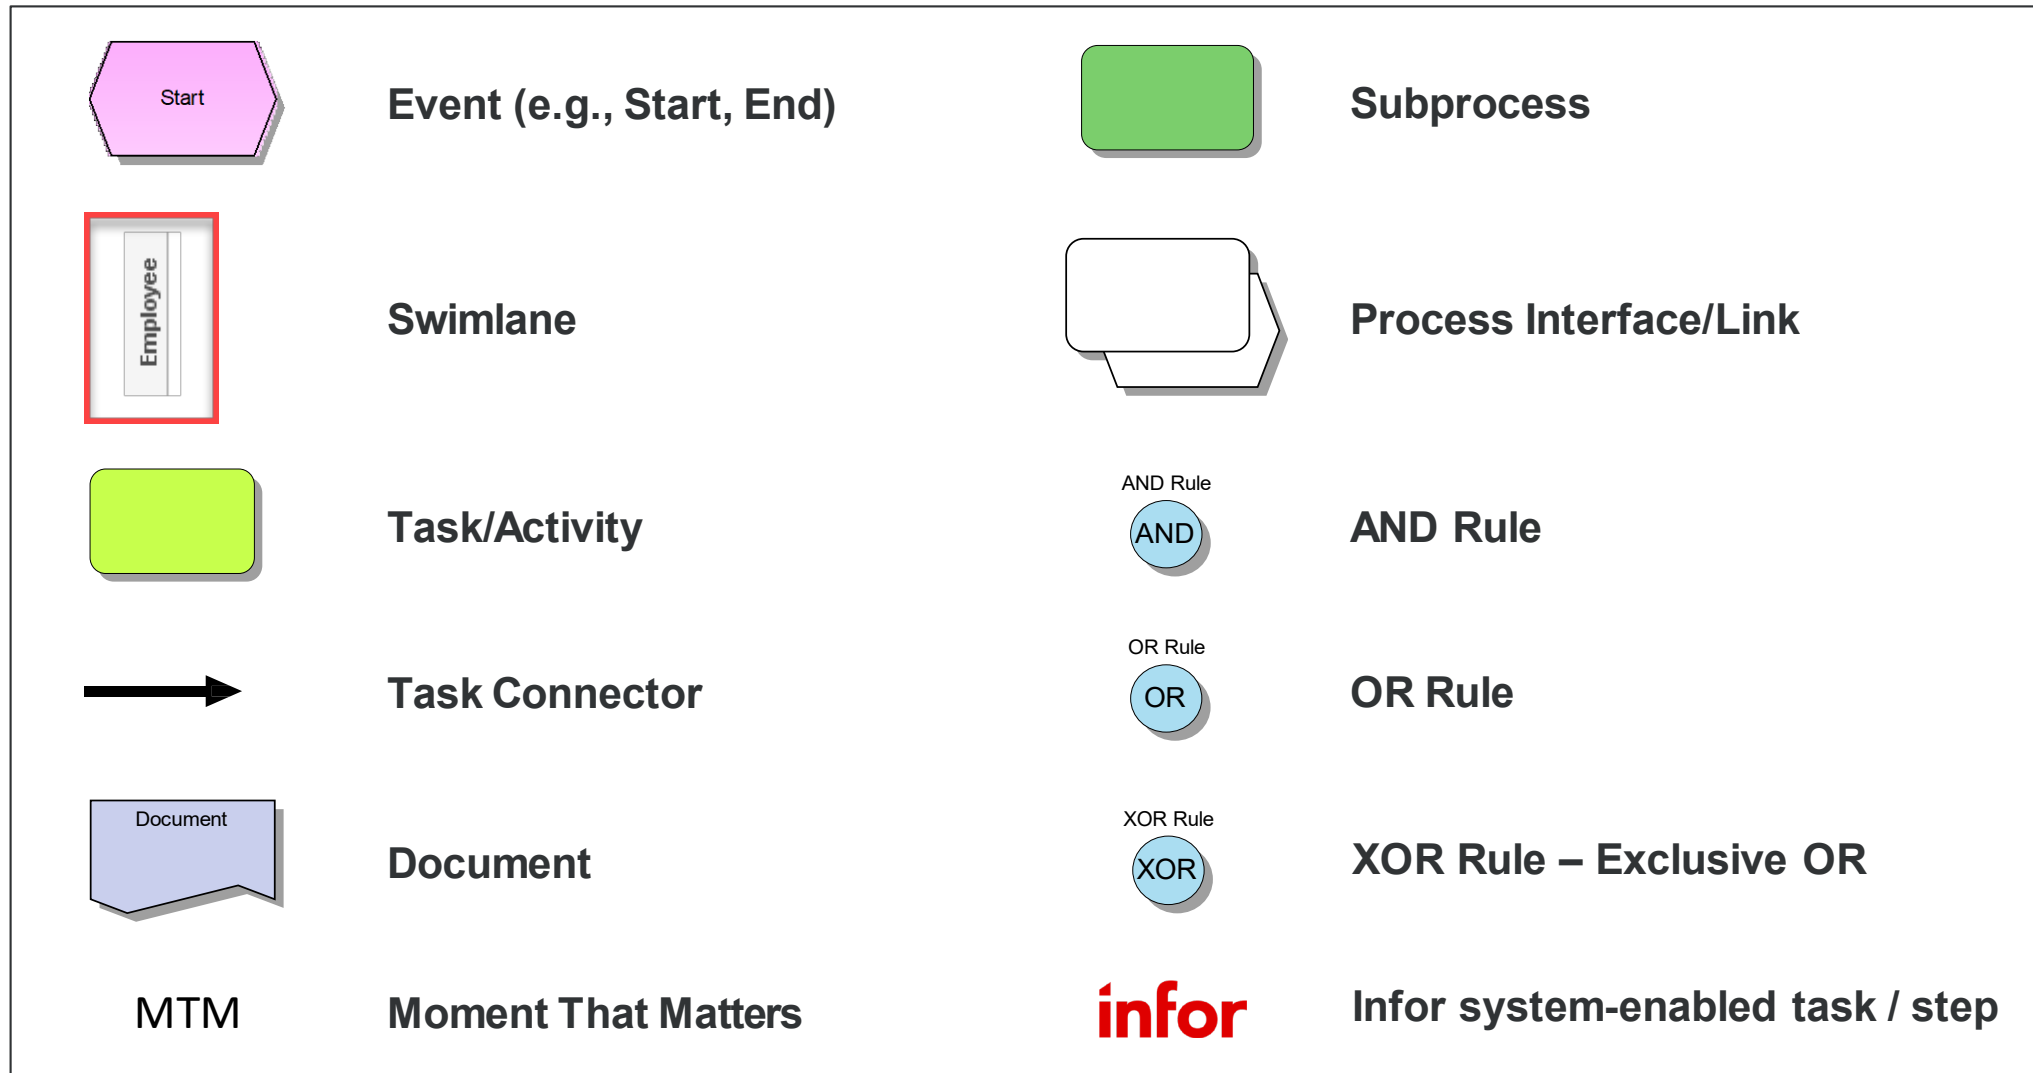 Start
Event (e.g., Start, End)
Subprocess
Employee
Swimlane
Process Interface/Link
Task/Activity
AND Rule
AND
AND Rule
Task Connector
OR Rule
OR
OR Rule
Document
Document
XOR Rule
XOR
XOR Rule – Exclusive OR
MTM
Moment That Matters
infor
Infor system-enabled task / step